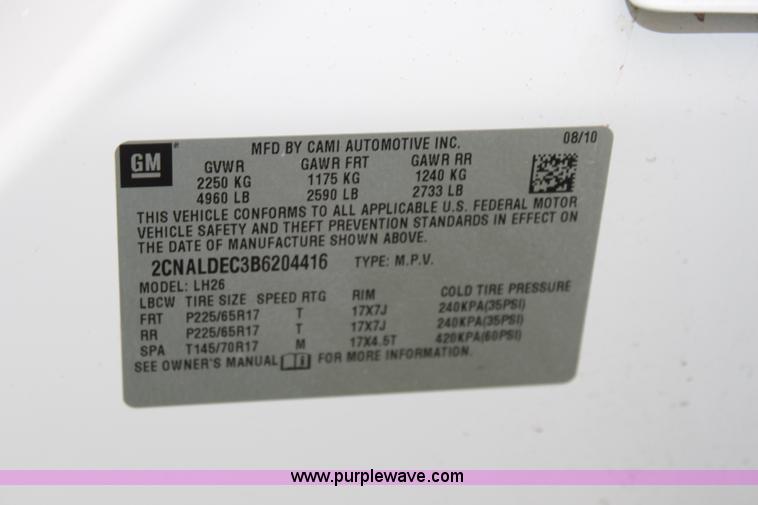 GM
MFD BY CAMI AUTOMOTIVE INC. 08/10
GVWR GAWR FRT GAWR RR
2250 KG 1175 KG 1240 KG
4960 LB 2590 LB 2733 LB
THIS VEHICLE CONFORMS TO ALL APPLICABLE U.S. FEDERAL MOTOR
VEHICLE SAFETY AND THEFT PREVENTION STANDARDS IN EFFECT ON
THE DATE OF MANUFACTURE SHOWN ABOVE.
2CNALDEC3B6204416 TYPE: M.P.V.
MODEL: LH26
LBCW TIRE SIZE SPEED RTG RIM COLD TIRE PRESSURE
FRT P225/65R17 T 17X7J 240KPA(35PSI)
RR P225/65R17 T 17X7J 240KPA(35PSI)
SPA T145/70R17 M 17X4.5T 420KPA(60PSI)
SEE OWNER'S MANUAL FOR MORE INFORMATION.
www.purplewave.com